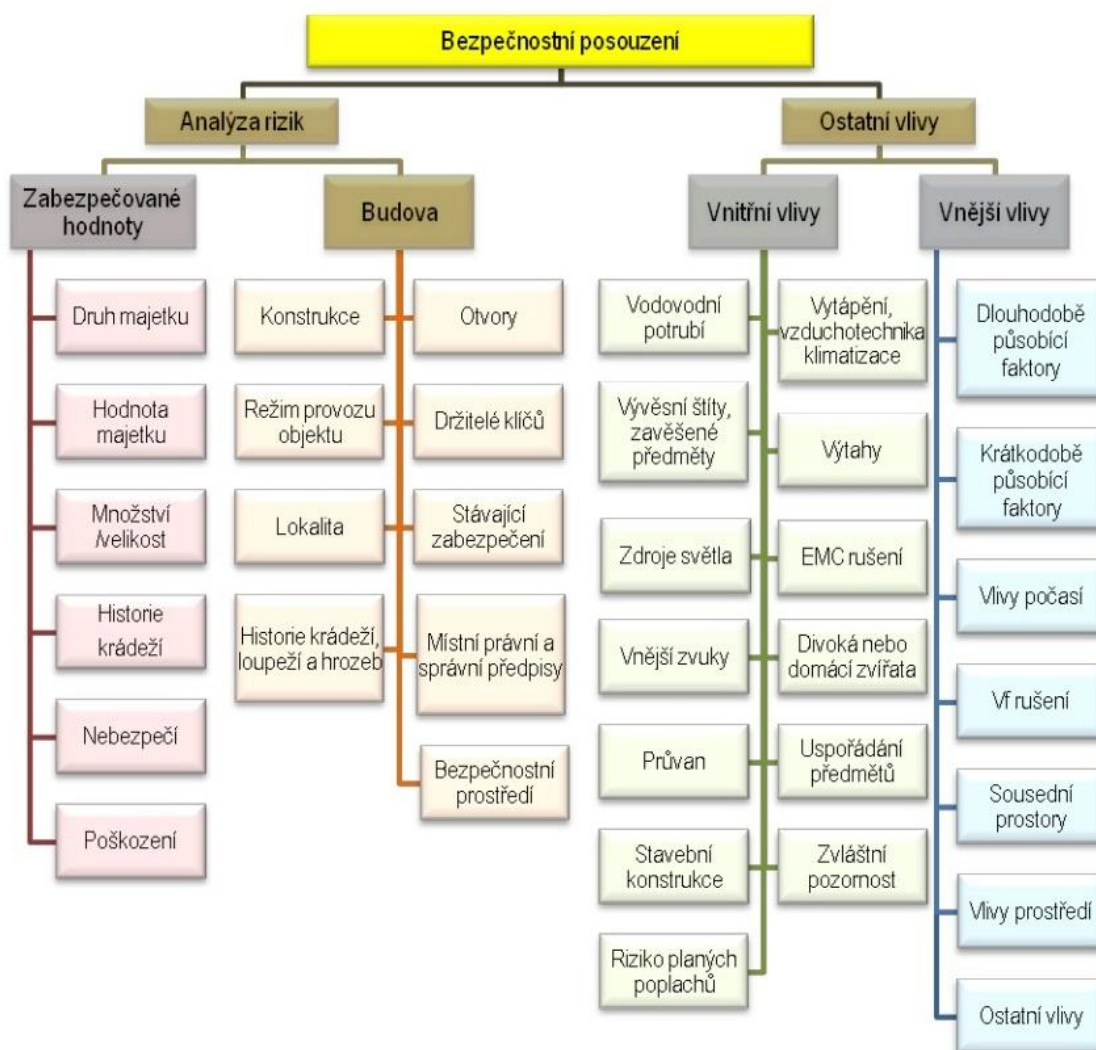 Bezpečnostní posouzení
Analýza rizik
Ostatní vlivy
Zabezpečované
hodnoty
Budova
Vnitřní vlivy
Vnější vlivy
Druh majetku
Hodnota
majetku
Množství
/velikost
Historie
krádeží
Nebezpečí
Poškození
Konstrukce
Otvory
Režim provozu
objektu
Držitelé klíčů
Lokalita
Stávající
zabezpečení
Historie krádeží,
loupeží a hrozeb
Místní právní a
správní předpisy
Bezpečnostní
prostředí
Vodovodní
potrubí
Vytápění,
vzduchotechnika
klimatizace
Vývěsní štíty,
zavěšené
předměty
Výtahy
Zdroje světla
EMC rušení
Vnější zvuky
Divoká nebo
domácí zvířata
Průvan
Uspořádání
předmětů
Stavební
konstrukce
Zvláštní
pozornost
Riziko planých
poplachů
Dlouhodobě
působící
faktory
Krátkodobě
působící
faktory
Vlivy počasí
Vf rušení
Sousední
prostory
Vlivy prostředí
Ostatní vlivy